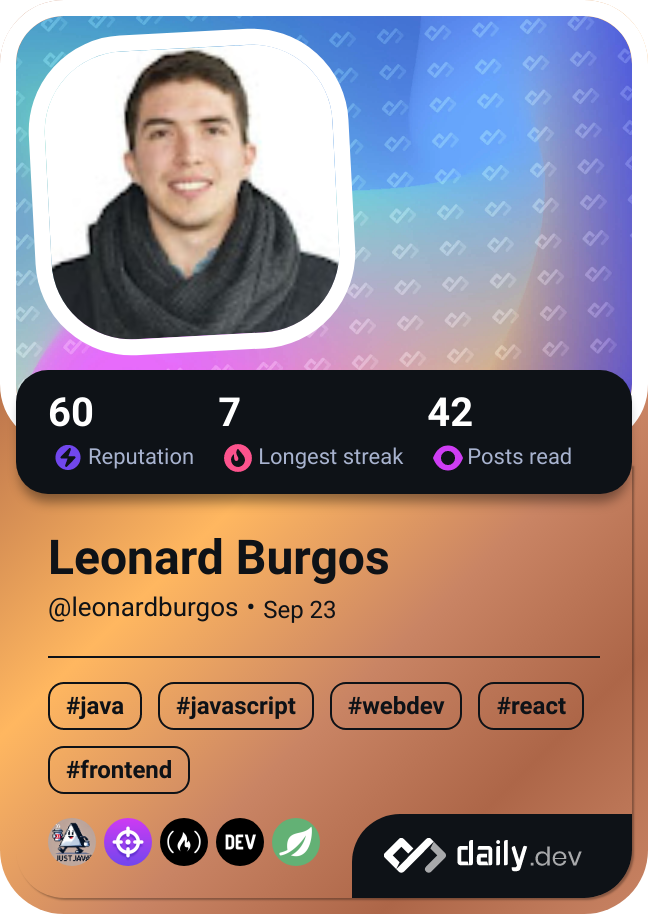 60 7 42
Reputation Longest streak Posts read
Leonard Burgos
@leonardburgos • Sep 23
#java #javascript #webdev #react
#frontend
JUST JAVA DEV
daily.dev